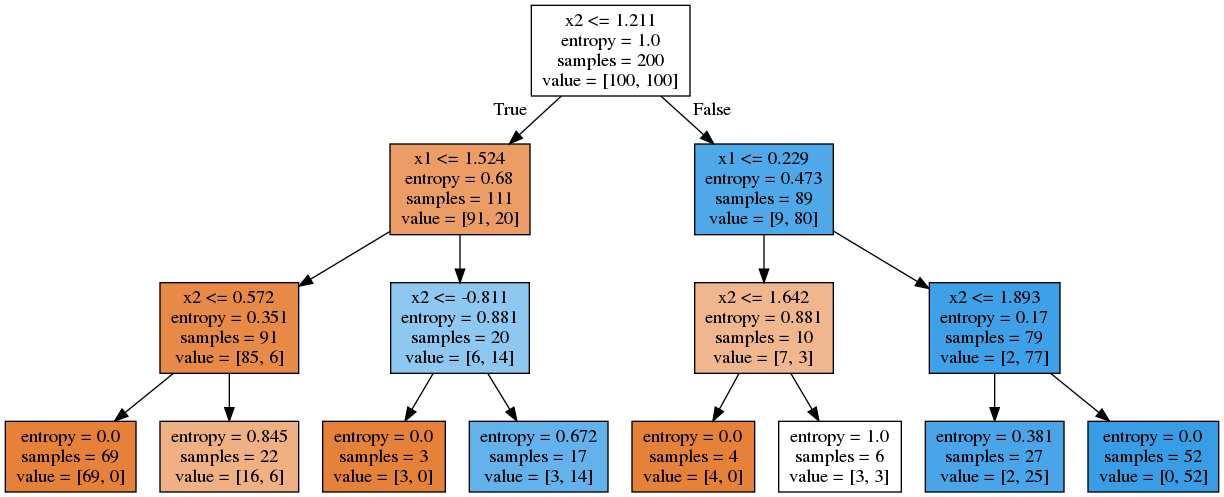 x2 <= 1.211
entropy = 1.0
samples = 200
value = [100, 100]
True
False
x1 <= 1.524
entropy = 0.68
samples = 111
value = [91, 20]
x1 <= 0.229
entropy = 0.473
samples = 89
value = [9, 80]
x2 <= 0.572
entropy = 0.351
samples = 91
value = [85, 6]
x2 <= -0.811
entropy = 0.881
samples = 20
value = [6, 14]
x2 <= 1.642
entropy = 0.881
samples = 10
value = [7, 3]
x2 <= 1.893
entropy = 0.17
samples = 79
value = [2, 77]
entropy = 0.0
samples = 69
value = [69, 0]
entropy = 0.845
samples = 22
value = [16, 6]
entropy = 0.0
samples = 3
value = [3, 0]
entropy = 0.672
samples = 17
value = [3, 14]
entropy = 0.0
samples = 4
value = [4, 0]
entropy = 1.0
samples = 6
value = [3, 3]
entropy = 0.381
samples = 27
value = [2, 25]
entropy = 0.0
samples = 52
value = [0, 52]